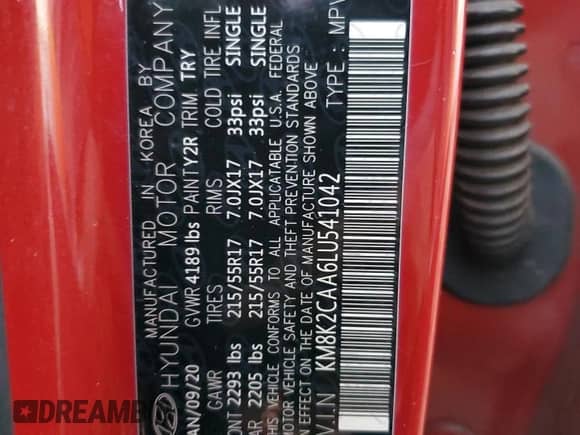 MANUFACTURED IN KOREA BY
HYUNDAI MOTOR COMPANY
AN/09/20 GVWR 4189 lbs PAINT Y2R TRIM TRY
GAWR TIRES RIMS COLD TIRE INFL
ONT 2293 lbs 215/55R17 7.0JX17 33psi SINGLE
AR 2205 lbs 215/55R17 7.0JX17 33psi SINGLE
THIS VEHICLE CONFORMS TO ALL APPLICABLE U.S.A. FEDERAL
MOTOR VEHICLE SAFETY AND THEFT PREVENTION STANDARDS
IN EFFECT ON THE DATE OF MANUFACTURE SHOWN ABOVE
V.I.N KM8K2CAA6LU541042 TYPE : MPV
DREAMB